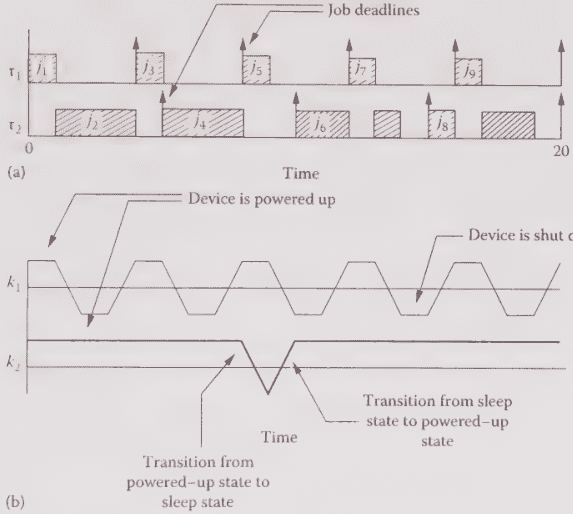 Job deadlines
τ1
j1
j3
j5
j7
j9
τ2
j2
j4
j6
j8
0
20
Time
(a)
Device is powered up
Device is shut
k1
k2
Transition from sleep
state to powered-up
state
Time
Transition from
powered-up state to
sleep state
(b)